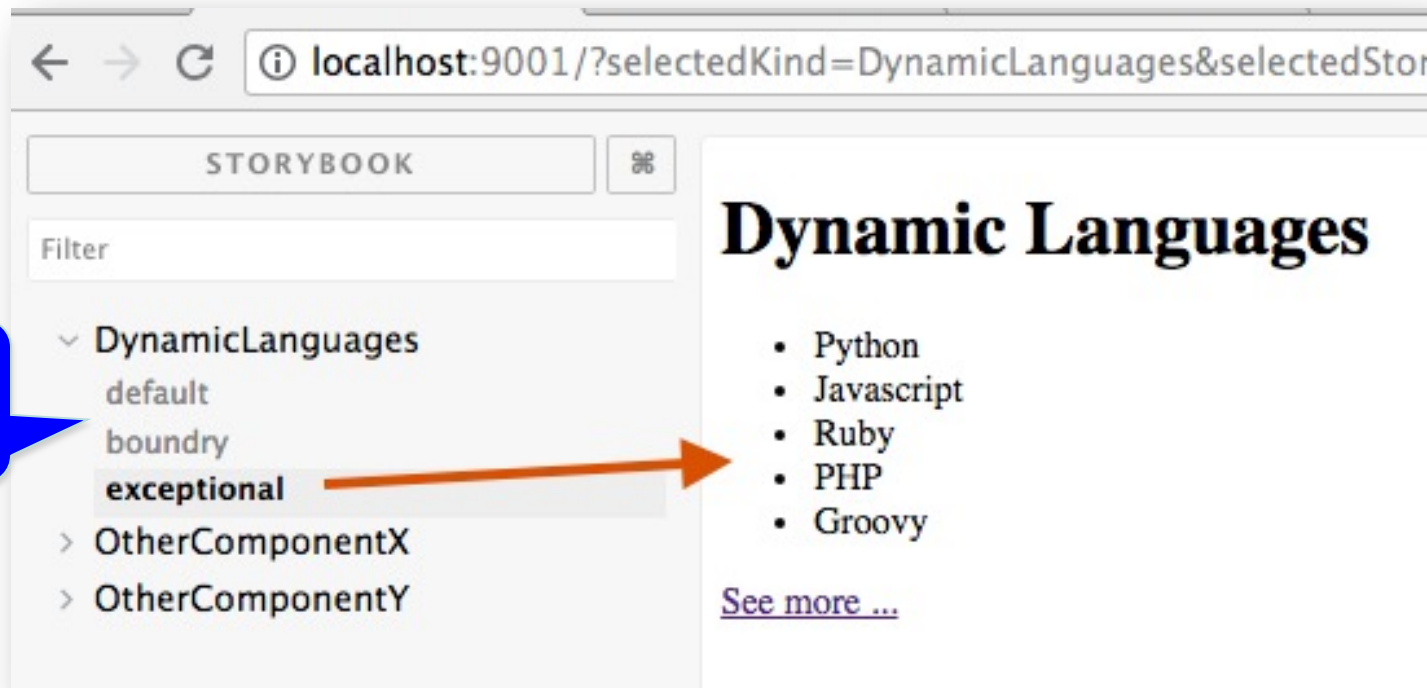 localhost:9001/?selectedKind=DynamicLanguages&selectedStor
STORYBOOK ⌘
Filter
DynamicLanguages
default
boundry
exceptional
OtherComponentX
OtherComponentY
Dynamic Languages
• Python
• Javascript
• Ruby
• PHP
• Groovy
See more ...